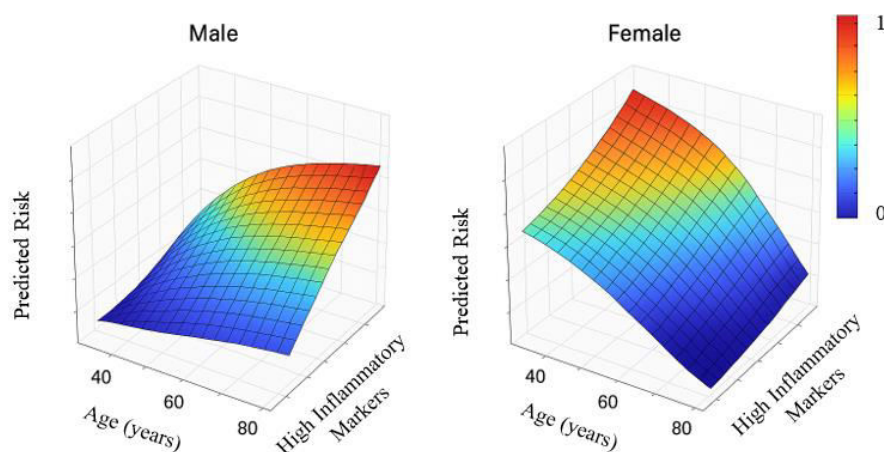 Male
Predicted Risk
40
60
80
Age (years)
High Inflammatory
Markers
Female
Predicted Risk
40
60
80
Age (years)
High Inflammatory
Markers
1
0